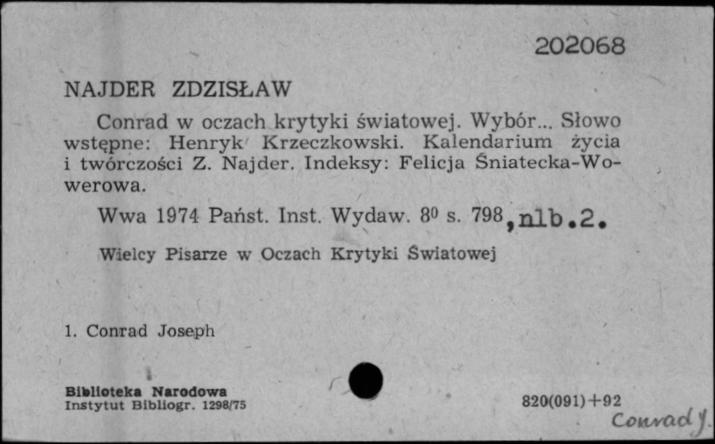 202068
NAJDER ZDZISŁAW
Conrad w oczach krytyki światowej. Wybór... Słowo
wstępne: Henryk Krzeczkowski. Kalendarium życia
i twórczości Z. Najder. Indeksy: Felicja Śniatecka-Wo-
werowa.
Wwa 1974 Państ. Inst. Wydaw. 8⁰ s. 798, nlb.2.
Wielcy Pisarze w Oczach Krytyki Światowej
1. Conrad Joseph
Biblioteka Narodowa
Instytut Bibliogr. 1298/75
820(091)+92
Conrad J.